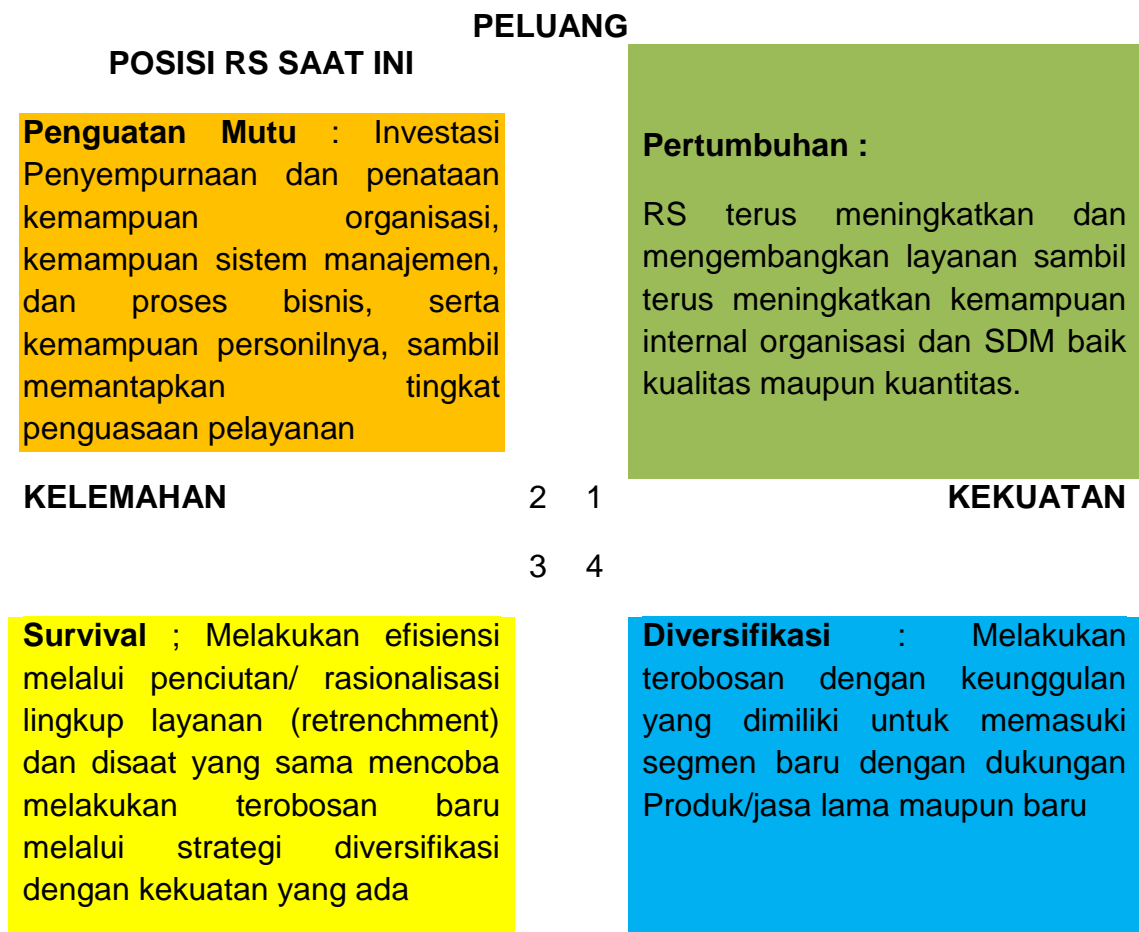 PELUANG
POSISI RS SAAT INI
Penguatan Mutu : Investasi
Penyempurnaan dan penataan
kemampuan organisasi,
kemampuan sistem manajemen,
dan proses bisnis, serta
kemampuan personilnya, sambil
memantapkan tingkat
penguasaan pelayanan
Pertumbuhan :
RS terus meningkatkan dan
mengembangkan layanan sambil
terus meningkatkan kemampuan
internal organisasi dan SDM baik
kualitas maupun kuantitas.
KELEMAHAN 2 1 KEKUATAN
3 4
Survival ; Melakukan efisiensi
melalui penciutan/ rasionalisasi
lingkup layanan (retrenchment)
dan disaat yang sama mencoba
melakukan terobosan baru
melalui strategi diversifikasi
dengan kekuatan yang ada
Diversifikasi : Melakukan
terobosan dengan keunggulan
yang dimiliki untuk memasuki
segmen baru dengan dukungan
Produk/jasa lama maupun baru